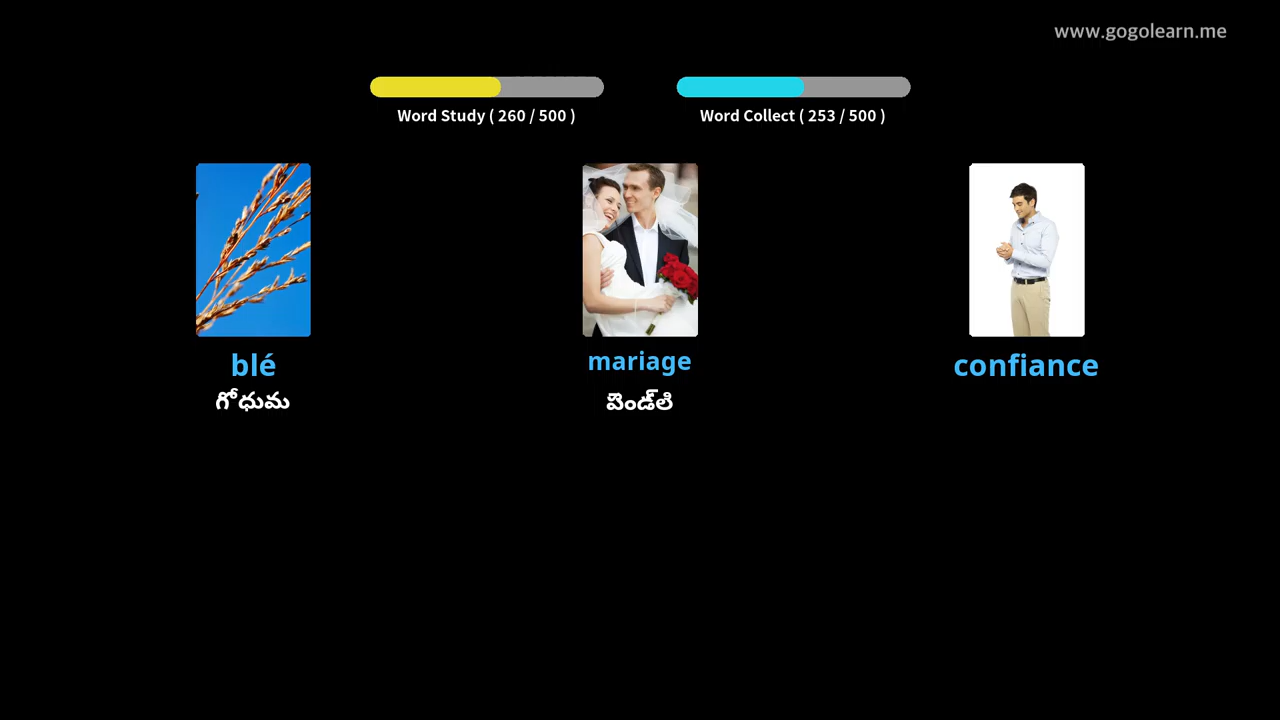 www.gogolearn.me
Word Study ( 260 / 500 )
Word Collect ( 253 / 500 )
blé
mariage
confiance
గోధుమ
పెండ్‌లి